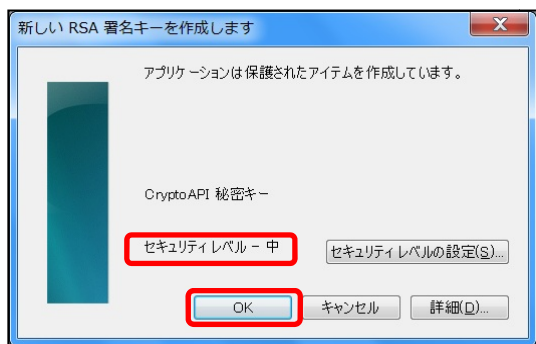 新しい RSA 署名キーを作成します
アプリケーションは保護されたアイテムを作成しています。
CryptoAPI 秘密キー
セキュリティレベル - 中
セキュリティレベルの設定(S)...
OK
キャンセル
詳細(D)...